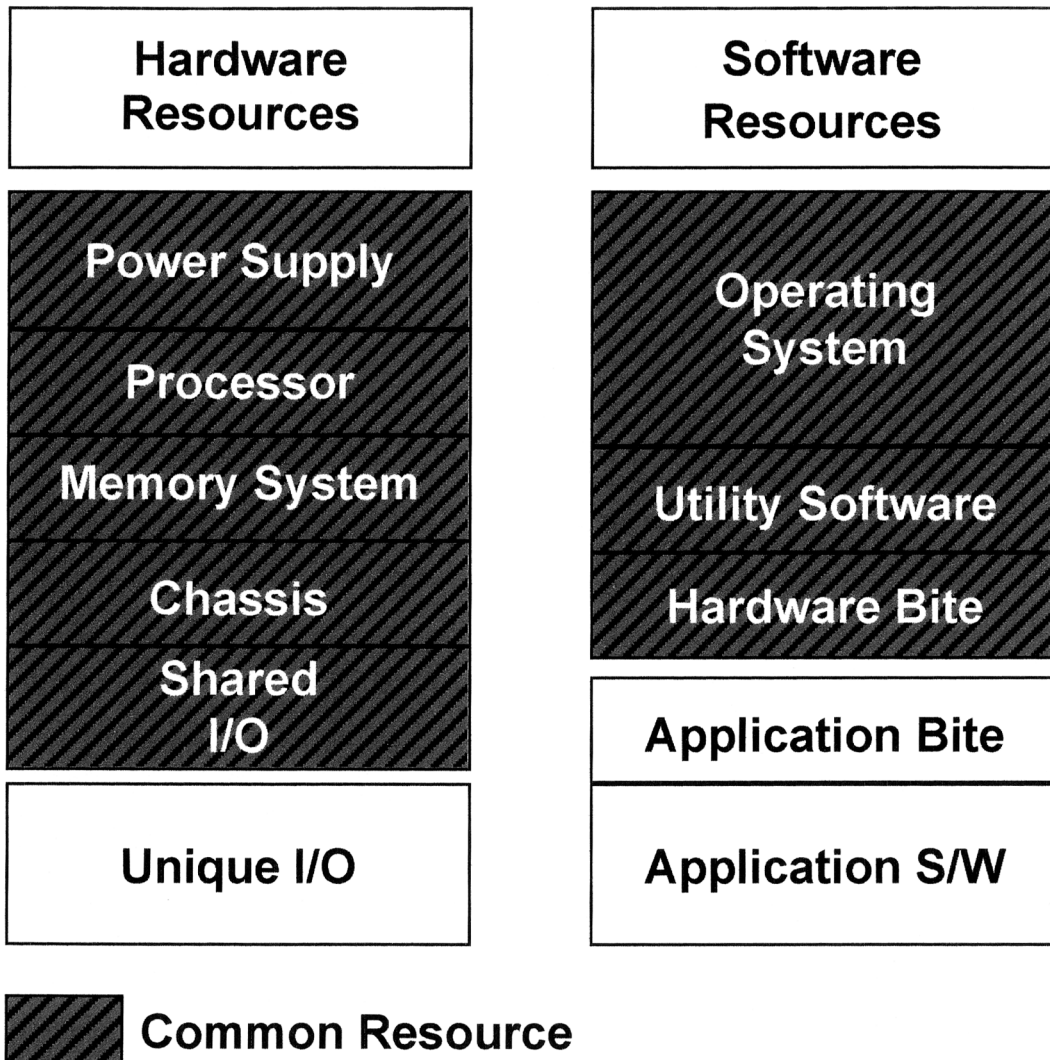 Hardware
Resources
Power Supply
Processor
Memory System
Chassis
Shared
I/O
Unique I/O
Software
Resources
Operating
System
Utility Software
Hardware Bite
Application Bite
Application S/W
Common Resource